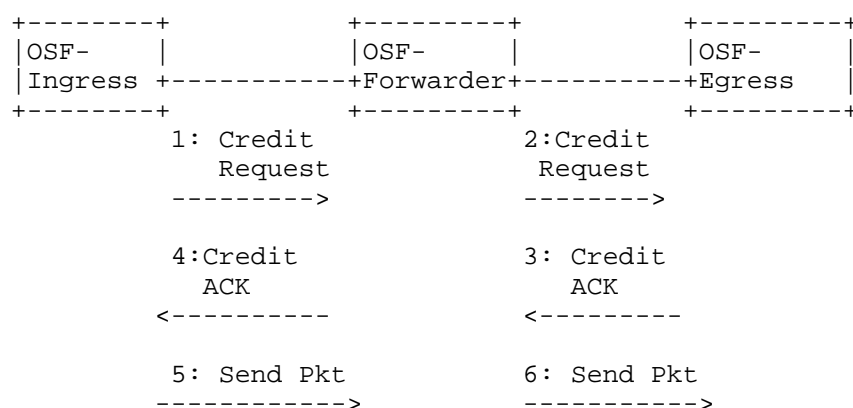 OSF- OSF- OSF-
Ingress Forwarder Egress
1: Credit 2:Credit
Request Request
4:Credit 3: Credit
ACK ACK
5: Send Pkt 6: Send Pkt